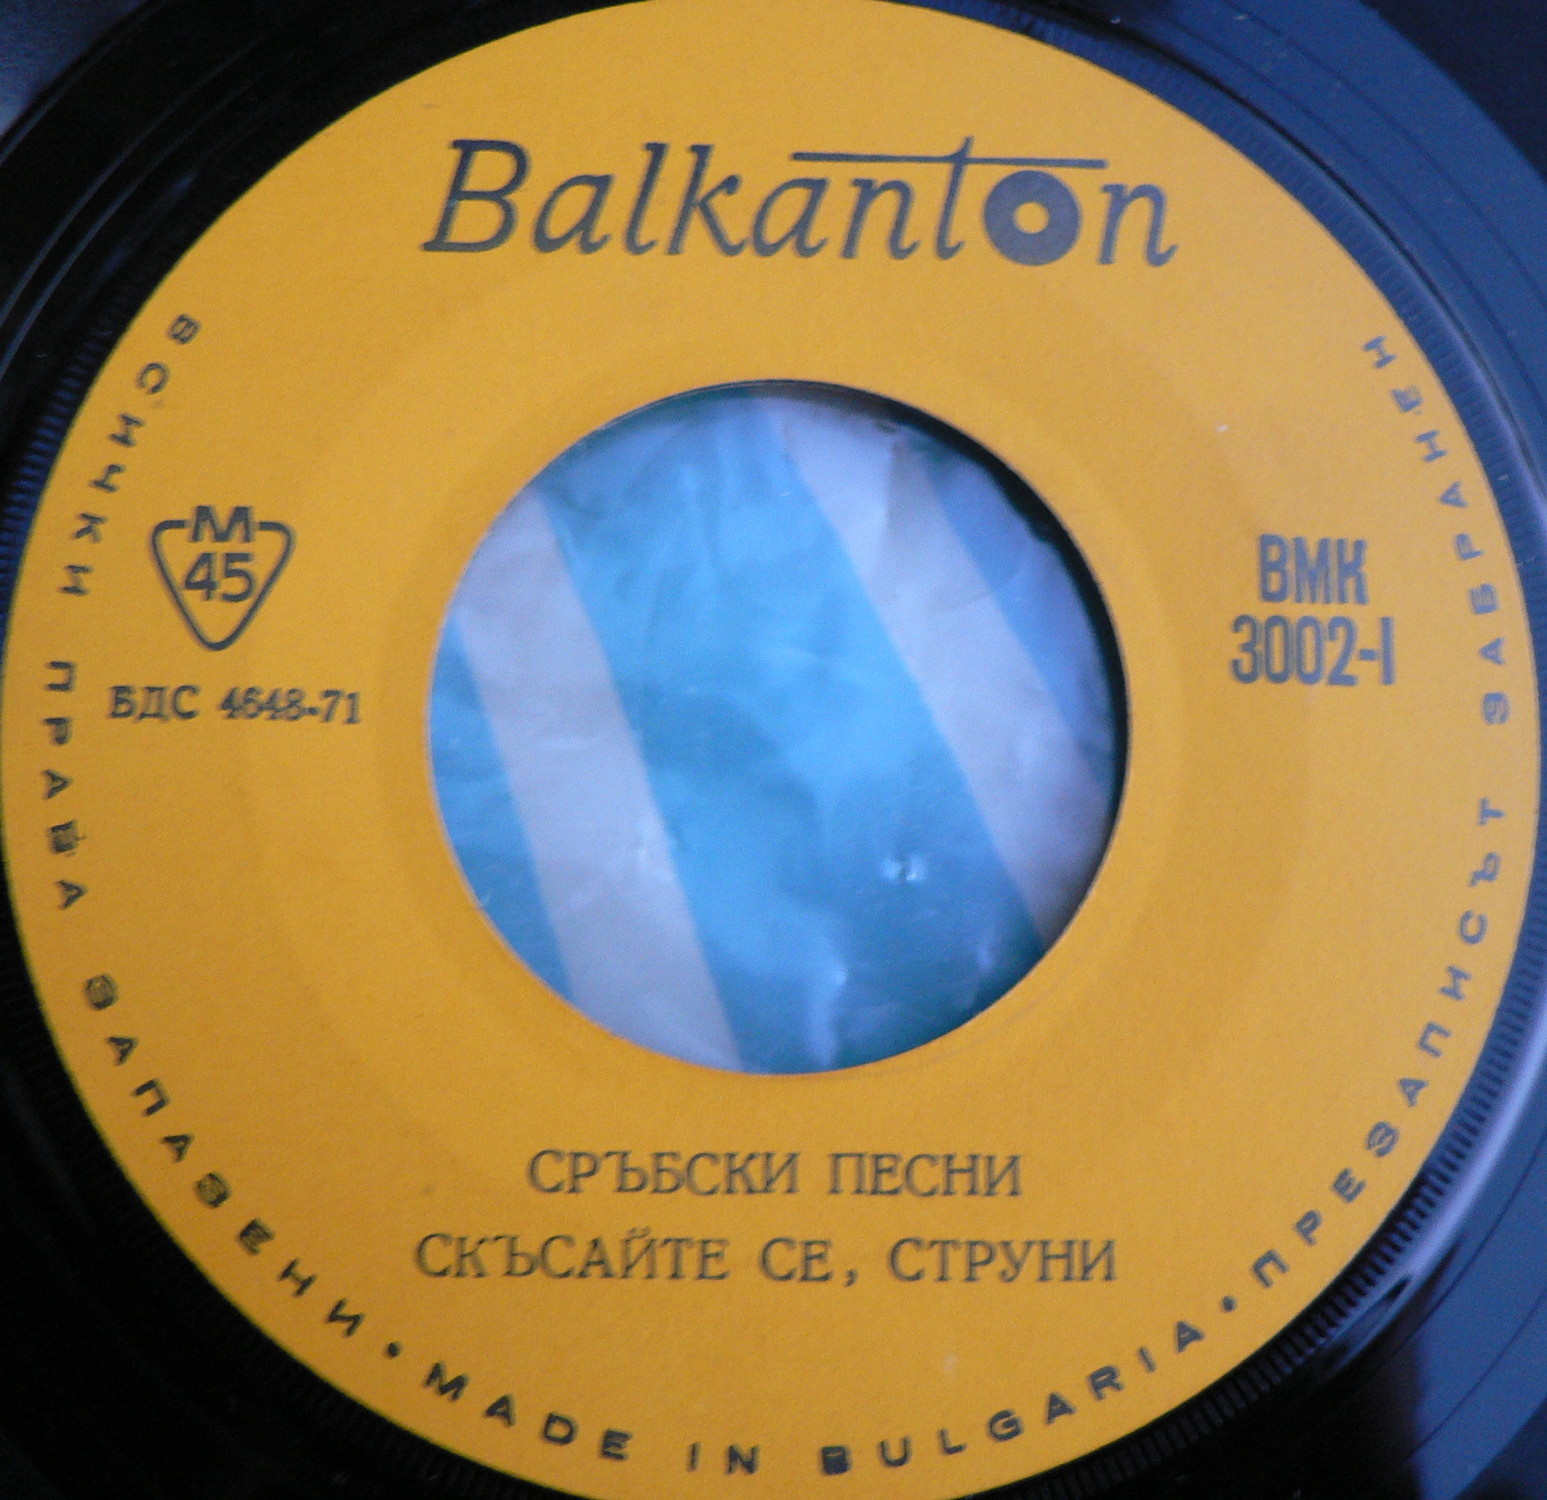 Balkanton
M
45
БДС 4648-71
ВМК
3002-I
СРЪБСКИ ПЕСНИ
СКЪСАЙТЕ СЕ, СТРУНИ
ВСИЧКИ ПРАВА ЗАПАЗЕНИ • MADE IN BULGARIA • ПРЕЗАПИСЪТ ЗАБРАНЕН